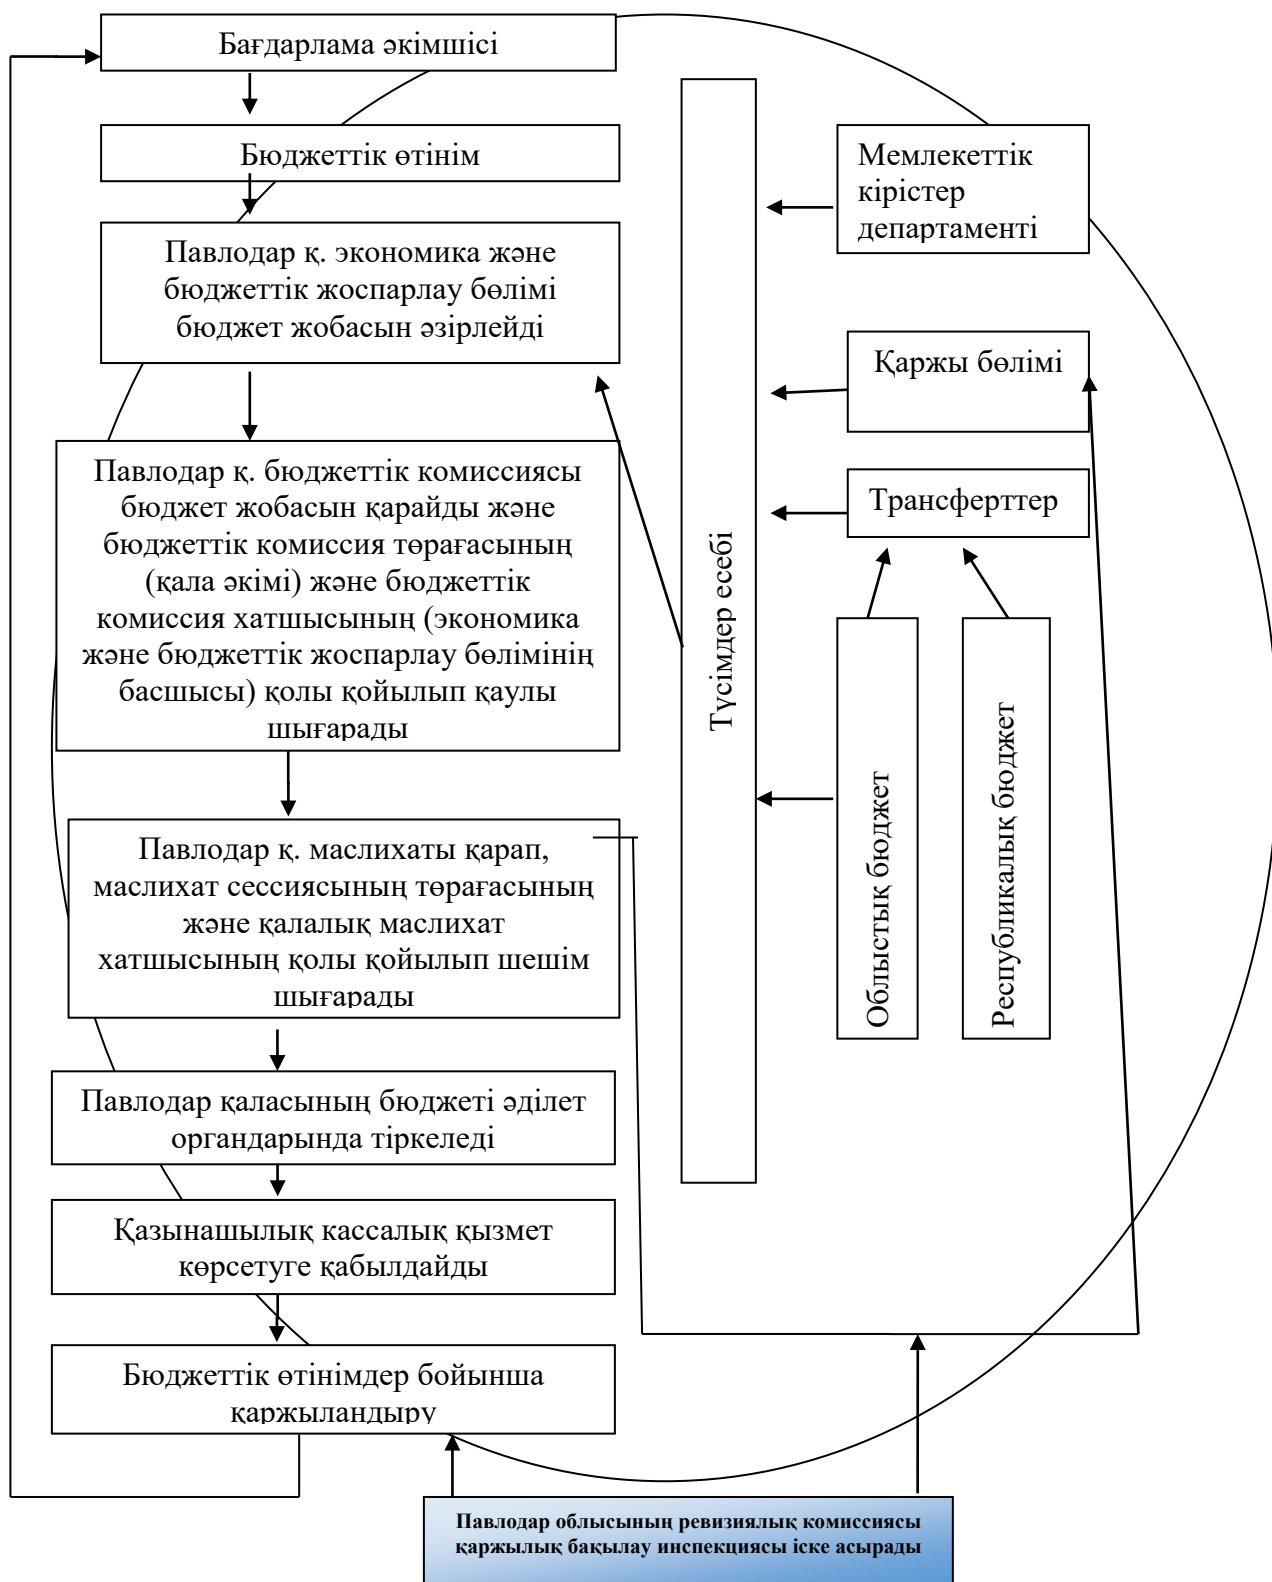 Бағдарлама әкімшісі
Бюджеттік өтінім
Павлодар қ. экономика және
бюджеттік жоспарлау бөлімі
бюджет жобасын әзірлейді
Павлодар қ. бюджеттік комиссиясы
бюджет жобасын қарайды және
бюджеттік комиссия төрағасының
(қала әкімі) және бюджеттік
комиссия хатшысының (экономика
және бюджеттік жоспарлау бөлімінің
басшысы) қолы қойылып қаулы
шығарады
Павлодар қ. маслихаты қарап,
маслихат сессиясының төрағасының
және қалалық маслихат
хатшысының қолы қойылып шешім
шығарады
Павлодар қаласының бюджеті әділет
органдарында тіркеледі
Қазынашылық кассалық қызмет
көрсетуге қабылдайды
Бюджеттік өтінімдер бойынша
қаржыландыру
Түсімдер есебі
Мемлекеттік
кірістер
департаменті
Қаржы бөлімі
Трансферттер
Облыстық бюджет
Республикалық бюджет
Павлодар облысының ревизиялық комиссиясы
қаржылық бақылау инспекциясы іске асырады